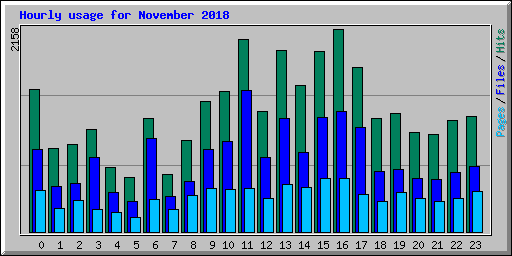 Hourly usage for November 2018
2158
Pages / Files / Hits
0 1 2 3 4 5 6 7 8 9 10 11 12 13 14 15 16 17 18 19 20 21 22 23